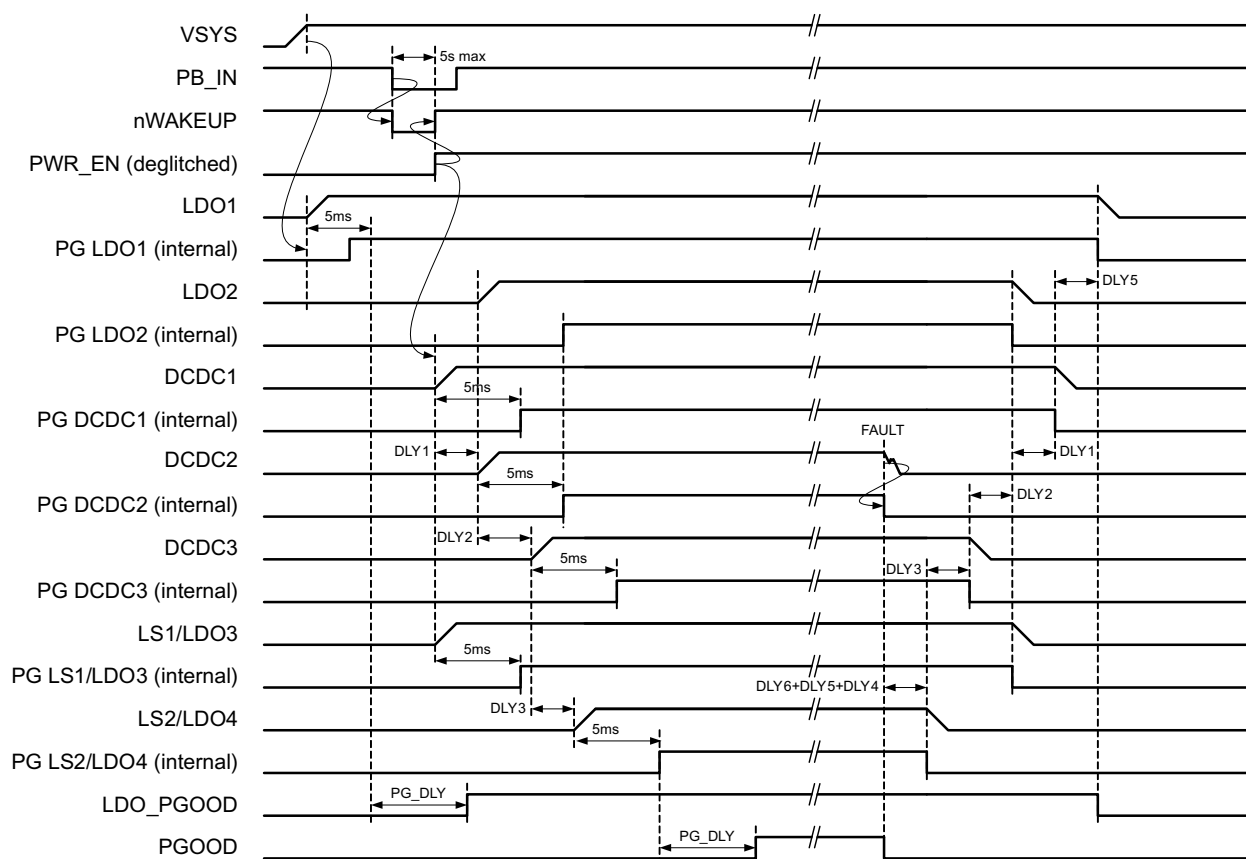 VSYS
5s max
PB_IN
nWAKEUP
PWR_EN (deglitched)
LDO1
5ms
PG LDO1 (internal)
LDO2
DLY5
PG LDO2 (internal)
DCDC1
5ms
PG DCDC1 (internal)
FAULT
DLY1
DLY1
DCDC2
5ms
DLY2
PG DCDC2 (internal)
DLY2
DCDC3
5ms
DLY3
PG DCDC3 (internal)
LS1/LDO3
5ms
PG LS1/LDO3 (internal)
DLY6+DLY5+DLY4
DLY3
LS2/LDO4
5ms
PG LS2/LDO4 (internal)
PG_DLY
LDO_PGOOD
PG_DLY
PGOOD